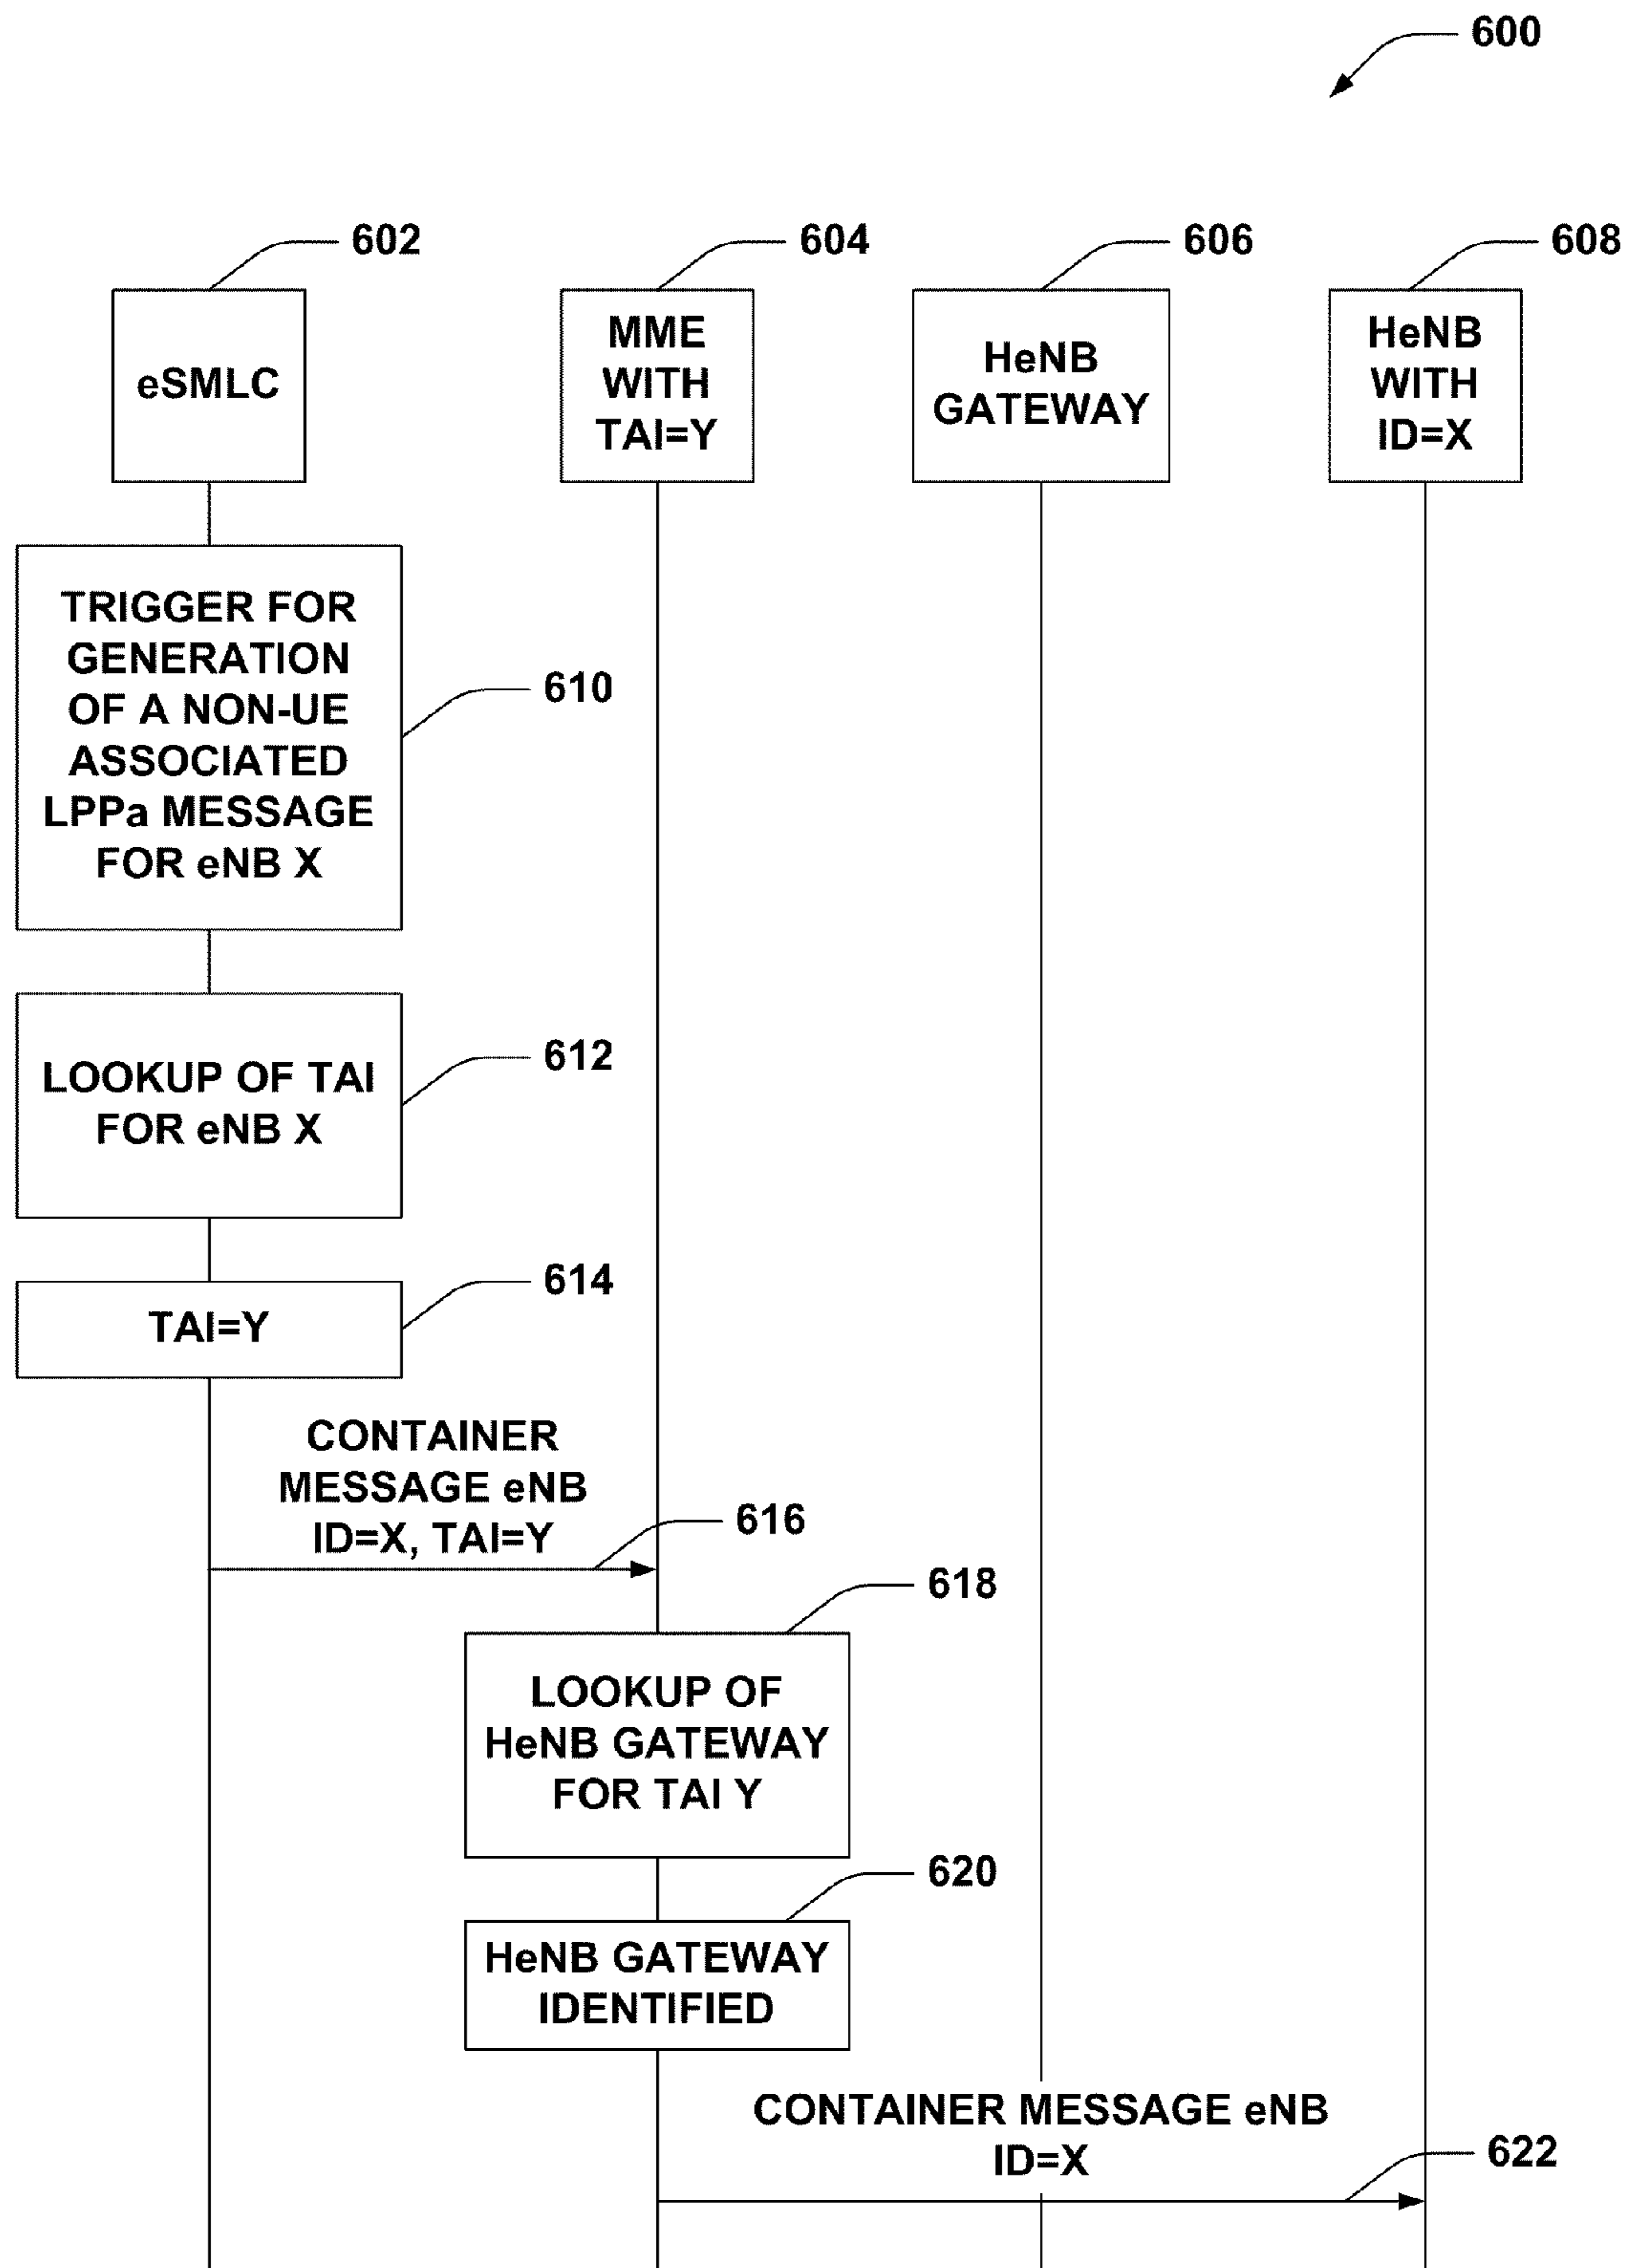 600
602
604
606
608
eSMLC
MME
WITH
TAI=Y
HeNB
GATEWAY
HeNB
WITH
ID=X
TRIGGER FOR
GENERATION
OF A NON-UE
ASSOCIATED
LPPa MESSAGE
FOR eNB X
610
LOOKUP OF TAI
FOR eNB X
612
TAI=Y
614
CONTAINER
MESSAGE eNB
ID=X, TAI=Y
616
618
LOOKUP OF
HeNB GATEWAY
FOR TAI Y
620
HeNB GATEWAY
IDENTIFIED
CONTAINER MESSAGE eNB
ID=X
622